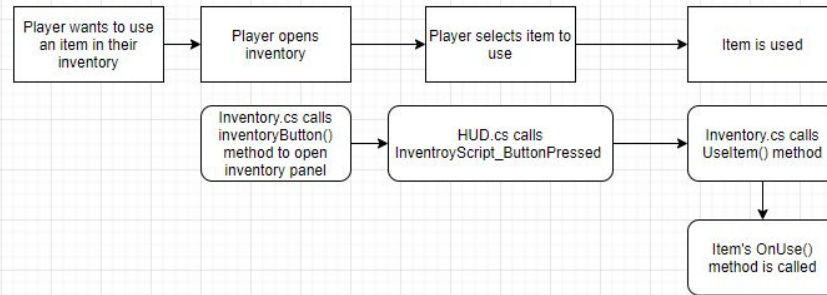 Player wants to use
an item in their
inventory
Player opens
inventory
Player selects item to
use
Item is used
Inventory.cs calls
inventoryButton()
method to open
inventory panel
HUD.cs calls
InventroyScript_ButtonPressed
Inventory.cs calls
UseItem() method
Item's OnUse()
method is called